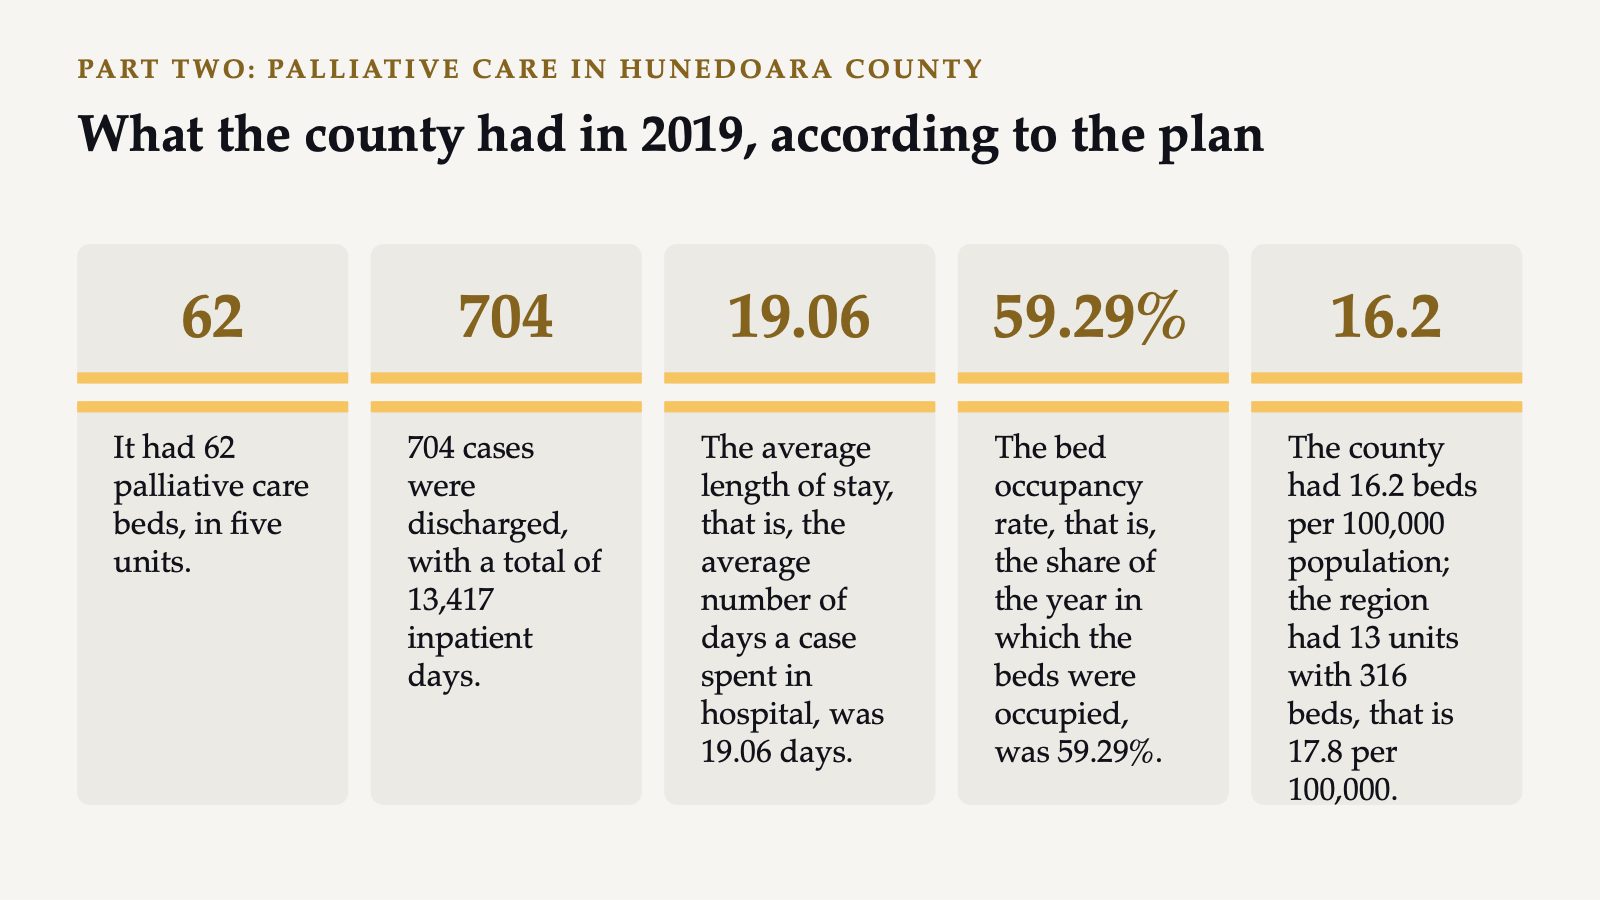 PART TWO: PALLIATIVE CARE IN HUNEDOARA COUNTY
What the county had in 2019, according to the plan
62
It had 62
palliative care
beds, in five
units.
704
704 cases
were
discharged,
with a total of
13,417
inpatient
days.
19.06
The average
length of stay,
that is, the
average
number of
days a case
spent in
hospital, was
19.06 days.
59.29%
The bed
occupancy
rate, that is,
the share of
the year in
which the
beds were
occupied,
was 59.29%.
16.2
The county
had 16.2 beds
per 100,000
population;
the region
had 13 units
with 316
beds, that is
17.8 per
100,000.